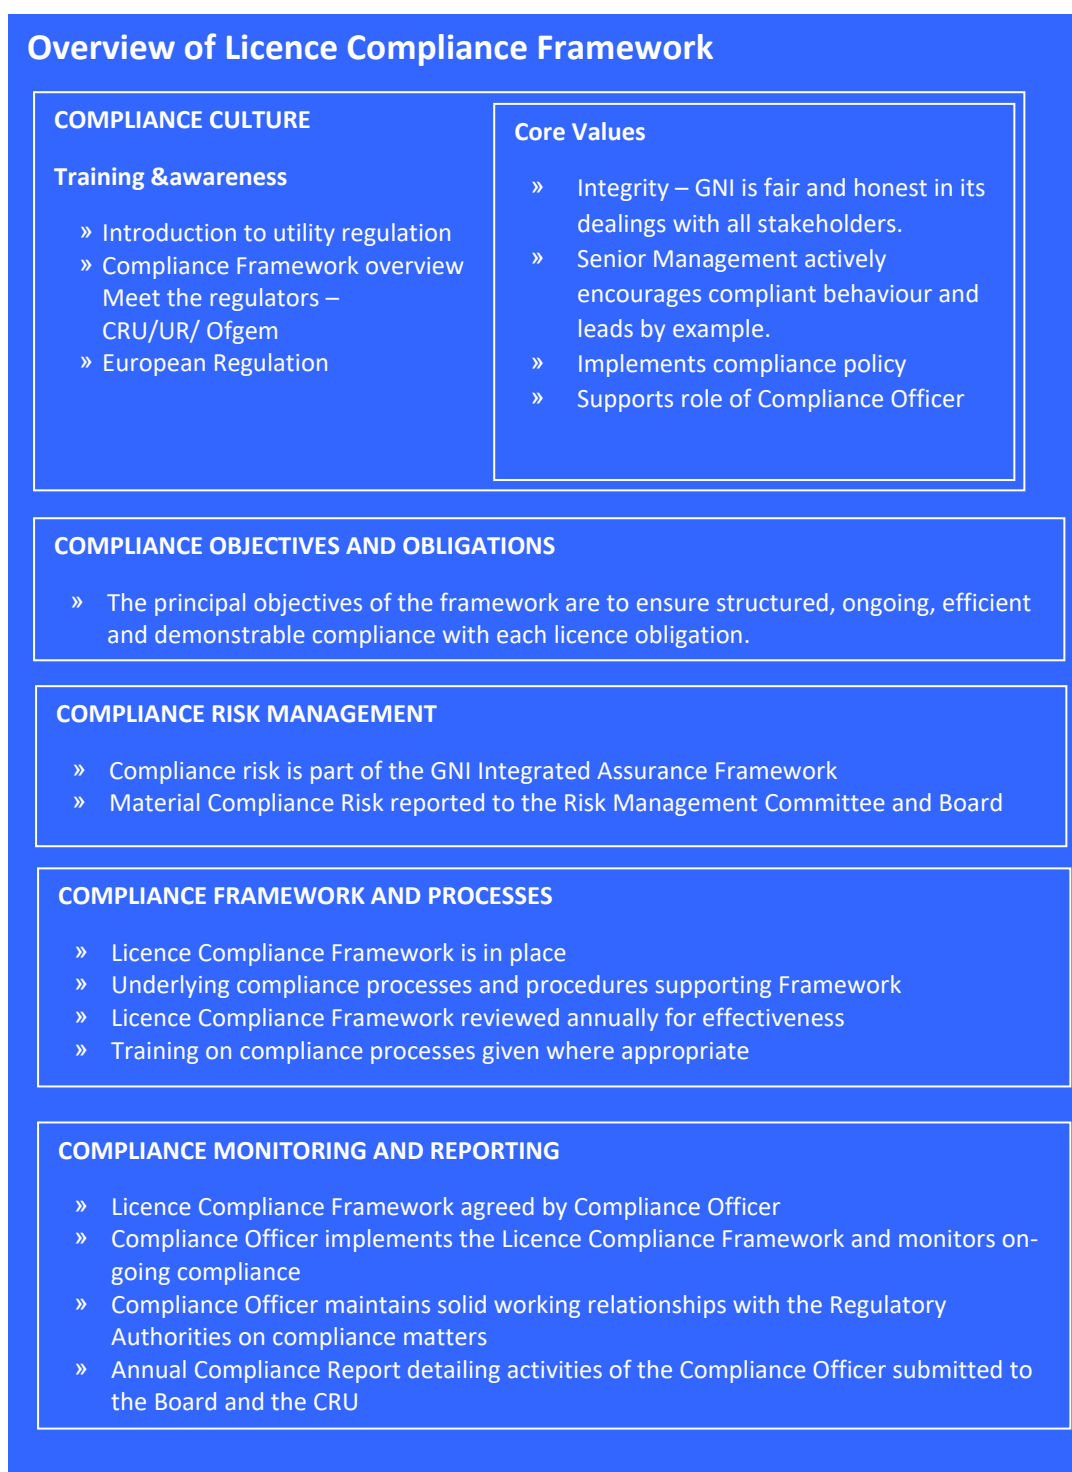 Overview of Licence Compliance Framework
COMPLIANCE CULTURE
Training &awareness
» Introduction to utility regulation
» Compliance Framework overview
Meet the regulators –
CRU/UR/ Ofgem
» European Regulation
Core Values
» Integrity – GNI is fair and honest in its
dealings with all stakeholders.
» Senior Management actively
encourages compliant behaviour and
leads by example.
» Implements compliance policy
» Supports role of Compliance Officer
COMPLIANCE OBJECTIVES AND OBLIGATIONS
» The principal objectives of the framework are to ensure structured, ongoing, efficient
and demonstrable compliance with each licence obligation.
COMPLIANCE RISK MANAGEMENT
» Compliance risk is part of the GNI Integrated Assurance Framework
» Material Compliance Risk reported to the Risk Management Committee and Board
COMPLIANCE FRAMEWORK AND PROCESSES
» Licence Compliance Framework is in place
» Underlying compliance processes and procedures supporting Framework
» Licence Compliance Framework reviewed annually for effectiveness
» Training on compliance processes given where appropriate
COMPLIANCE MONITORING AND REPORTING
» Licence Compliance Framework agreed by Compliance Officer
» Compliance Officer implements the Licence Compliance Framework and monitors on-
going compliance
» Compliance Officer maintains solid working relationships with the Regulatory
Authorities on compliance matters
» Annual Compliance Report detailing activities of the Compliance Officer submitted to
the Board and the CRU